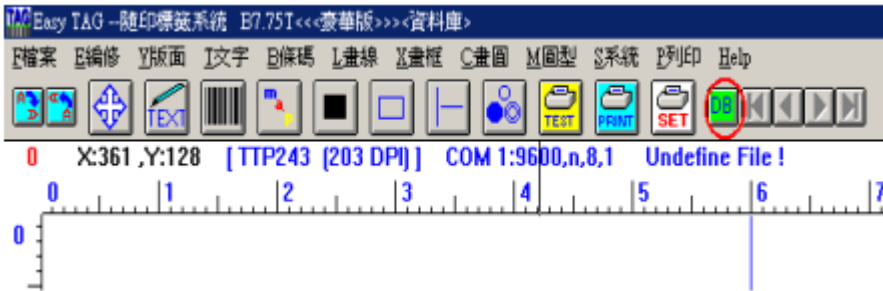 TAG Easy TAG --隨印標籤系統 B7.75T<<<豪華版>>><資料庫>
F檔案 E編修 Y版面 T文字 B條碼 L畫線 X畫框 C畫圓 M圖型 S系統 P列印 Help
A D A TEXT m a p TEST PRINT SET DB
0 X:361 ,Y:128 [ TTP243 (203 DPI) ] COM 1:9600,n,8,1 Undefine File !
0 1 2 3 4 5 6 7
0